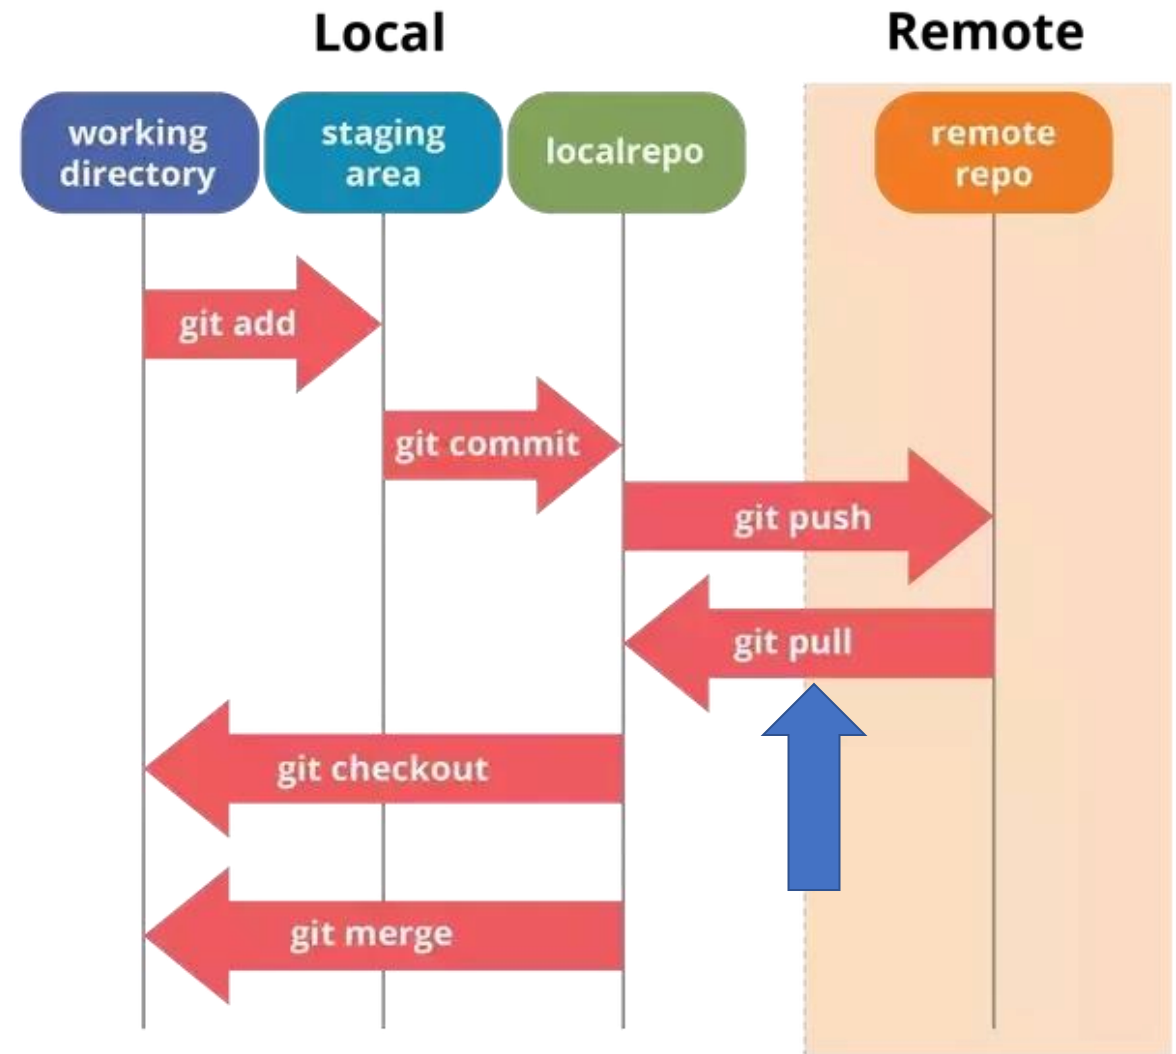 Local
Remote
working
directory
staging
area
localrepo
remote
repo
git add
git commit
git push
git pull
git checkout
git merge